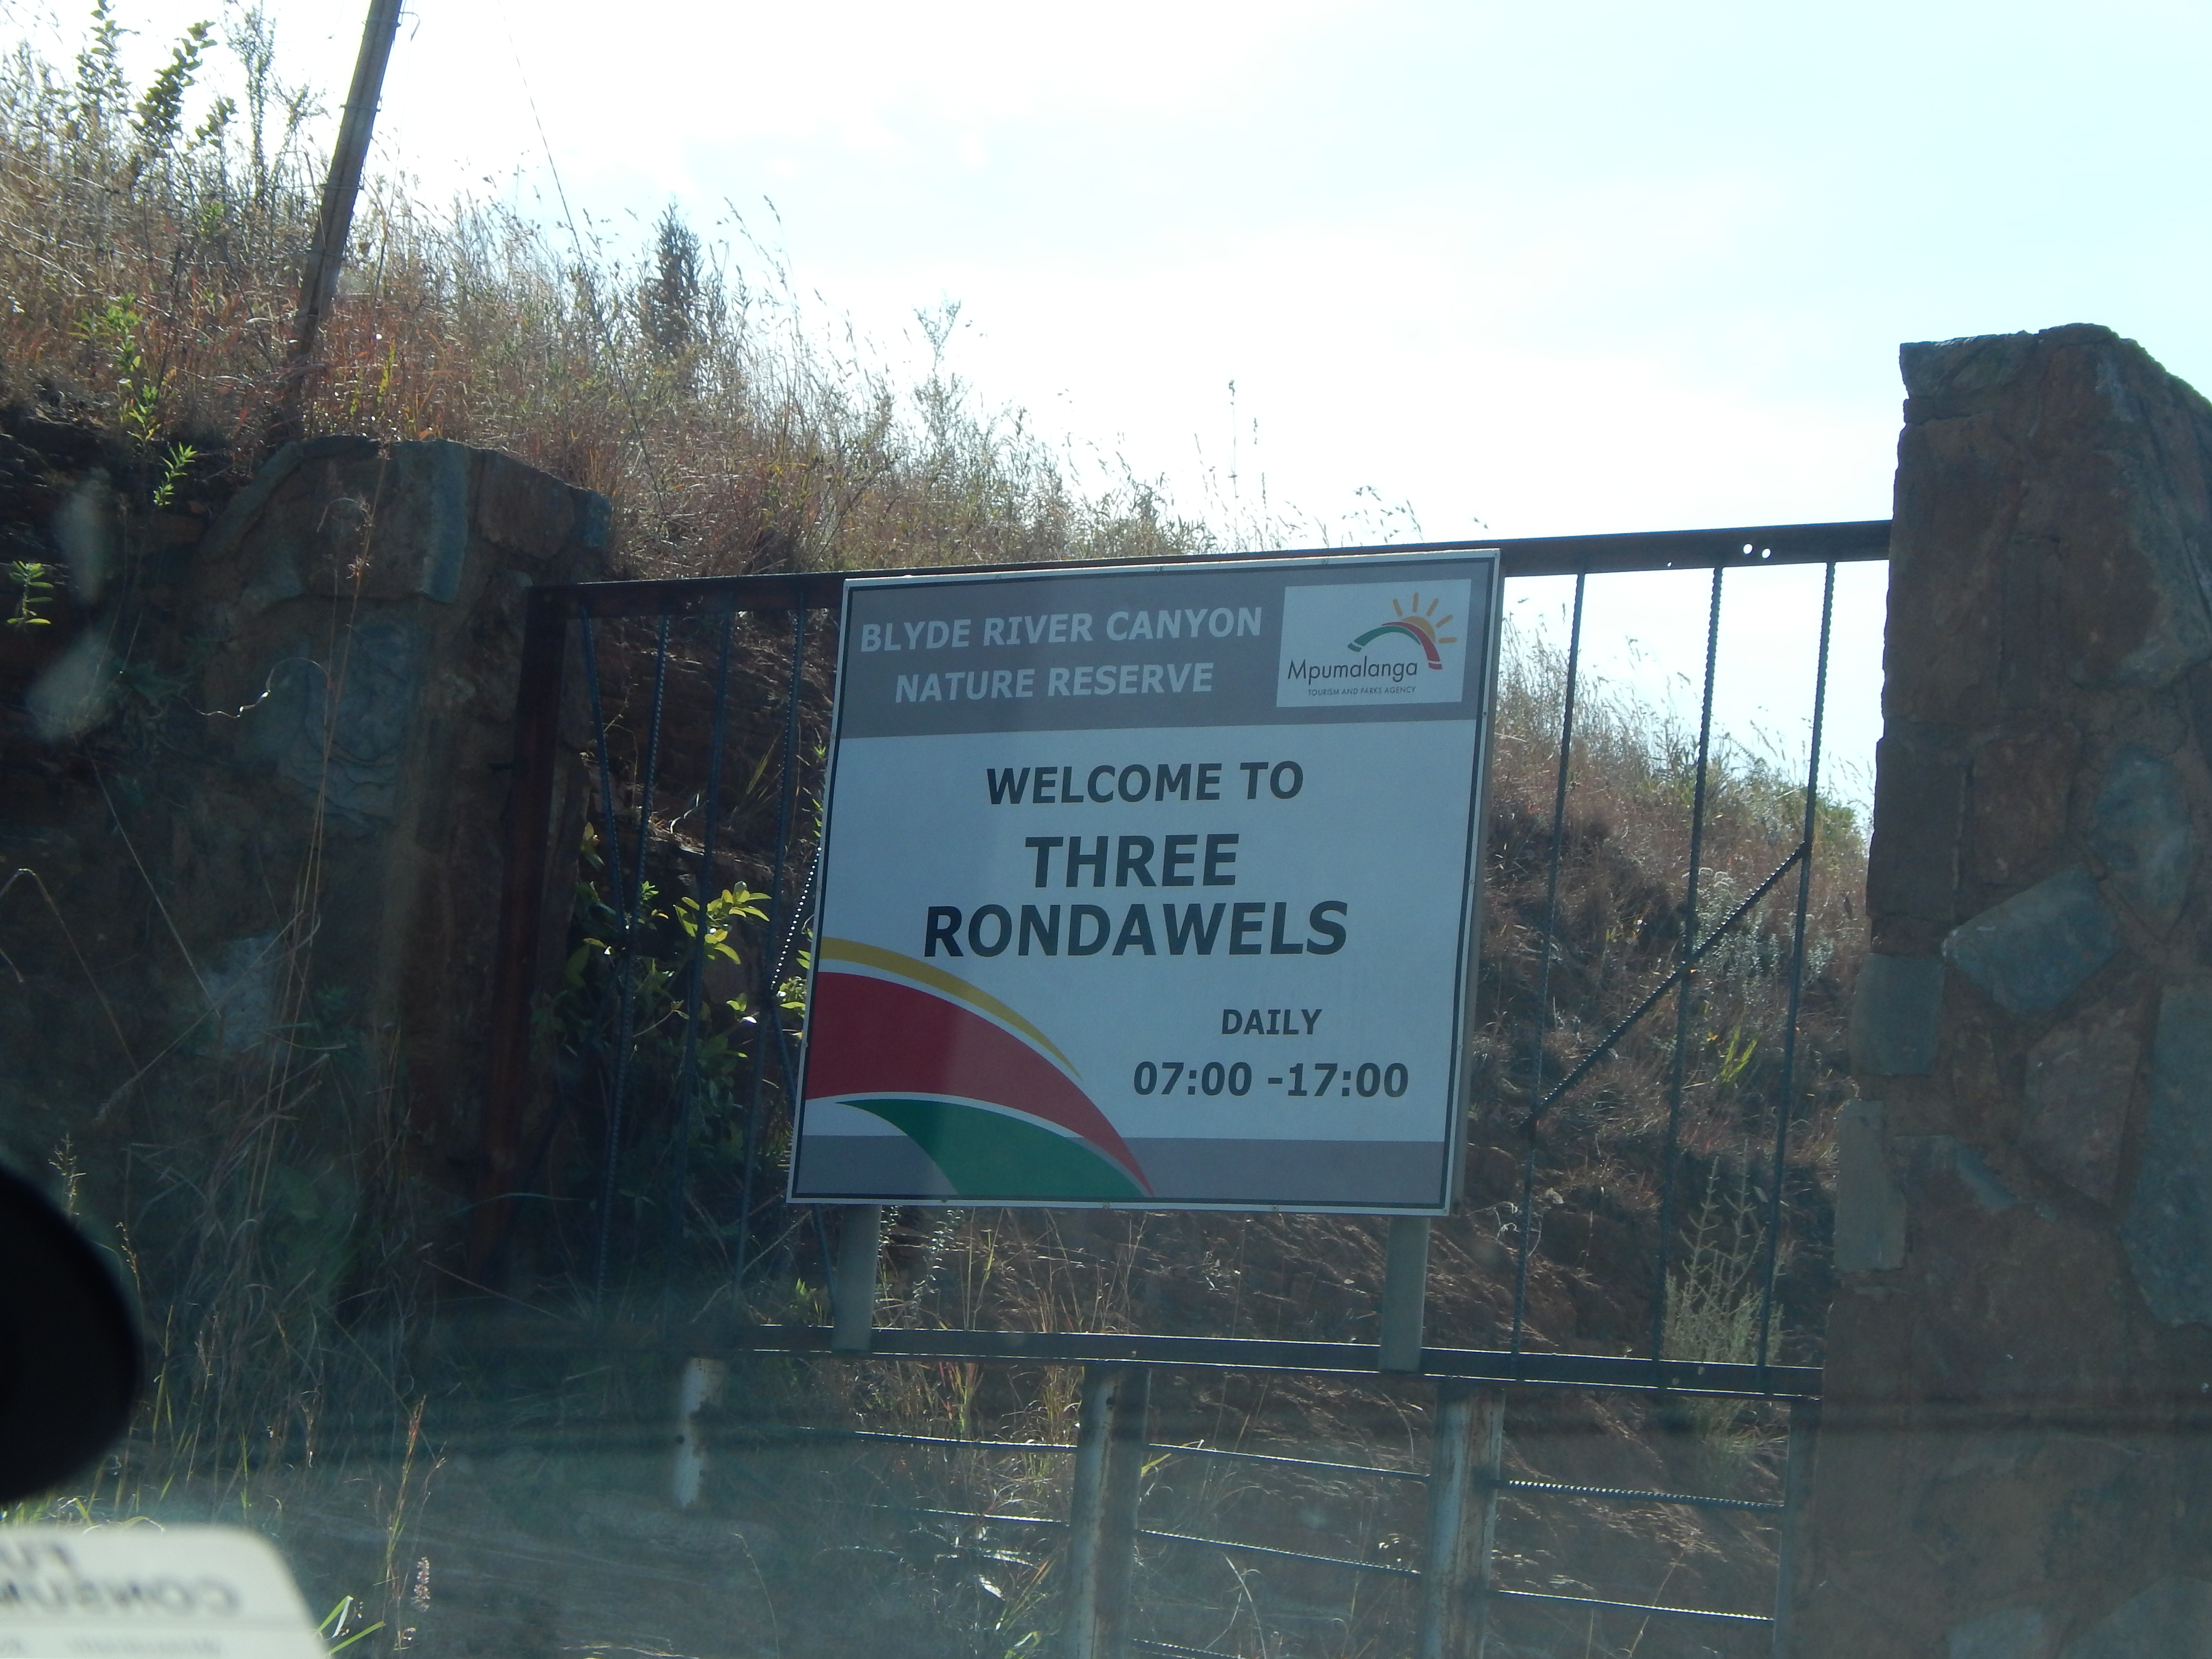 BLYDE RIVER CANYON
NATURE RESERVE
Mpumalanga
TOURISM AND PARKS AGENCY
WELCOME TO
THREE
RONDAWELS
DAILY
07:00 -17:00